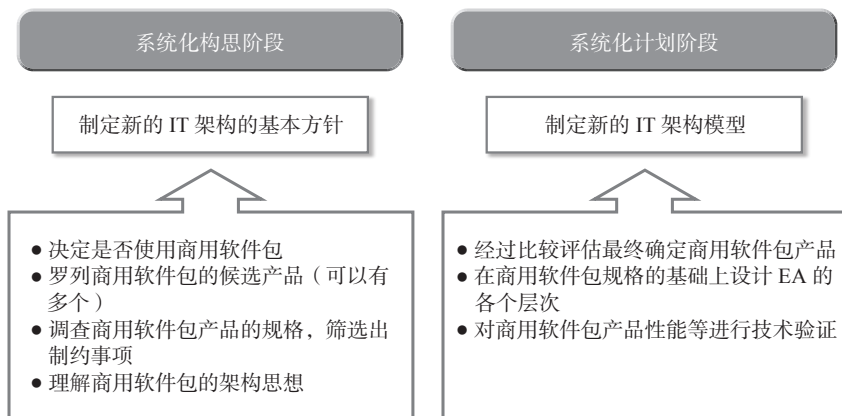 系统化构思阶段
制定新的 IT 架构的基本方针
● 决定是否使用商用软件包
● 罗列商用软件包的候选产品（可以有
多个）
● 调查商用软件包产品的规格，筛选出
制约事项
● 理解商用软件包的架构思想
系统化计划阶段
制定新的 IT 架构模型
● 经过比较评估最终确定商用软件包产品
● 在商用软件包规格的基础上设计 EA 的
各个层次
● 对商用软件包产品性能等进行技术验证